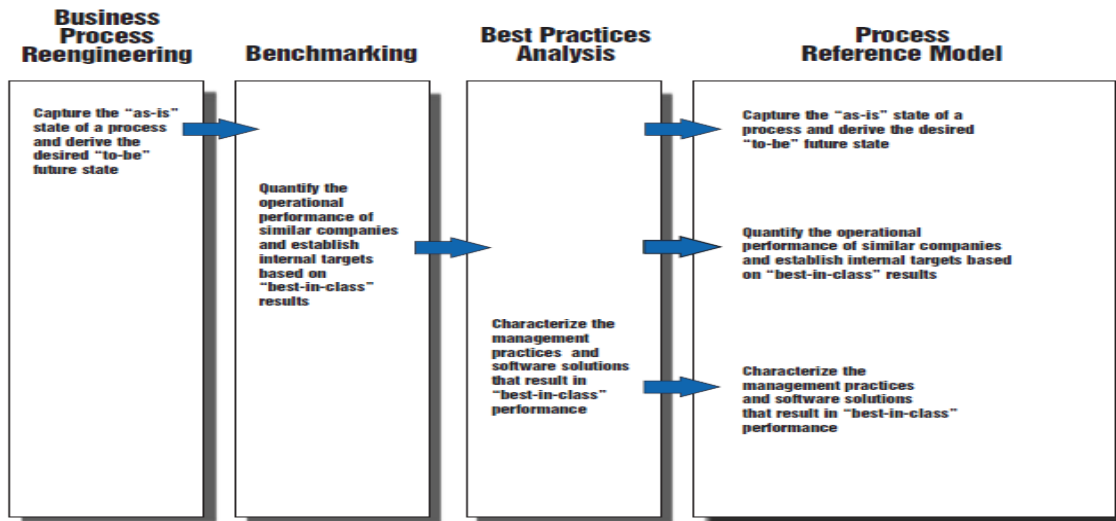 Business
Process
Reengineering
Benchmarking
Best Practices
Analysis
Process
Reference Model
Capture the “as-is”
state of a process
and derive the
desired “to-be”
future state
Quantify the
operational
performance of
similar companies
and establish
internal targets
based on
“best-in-class”
results
Characterize the
management
practices and
software solutions
that result in
“best-in-class”
performance
Capture the “as-is” state of a
process and derive the desired
“to-be” future state
Quantify the operational
performance of similar companies
and establish internal targets based
on “best-in-class” results
Characterize the
management practices
and software solutions
that result in “best-in-class”
performance